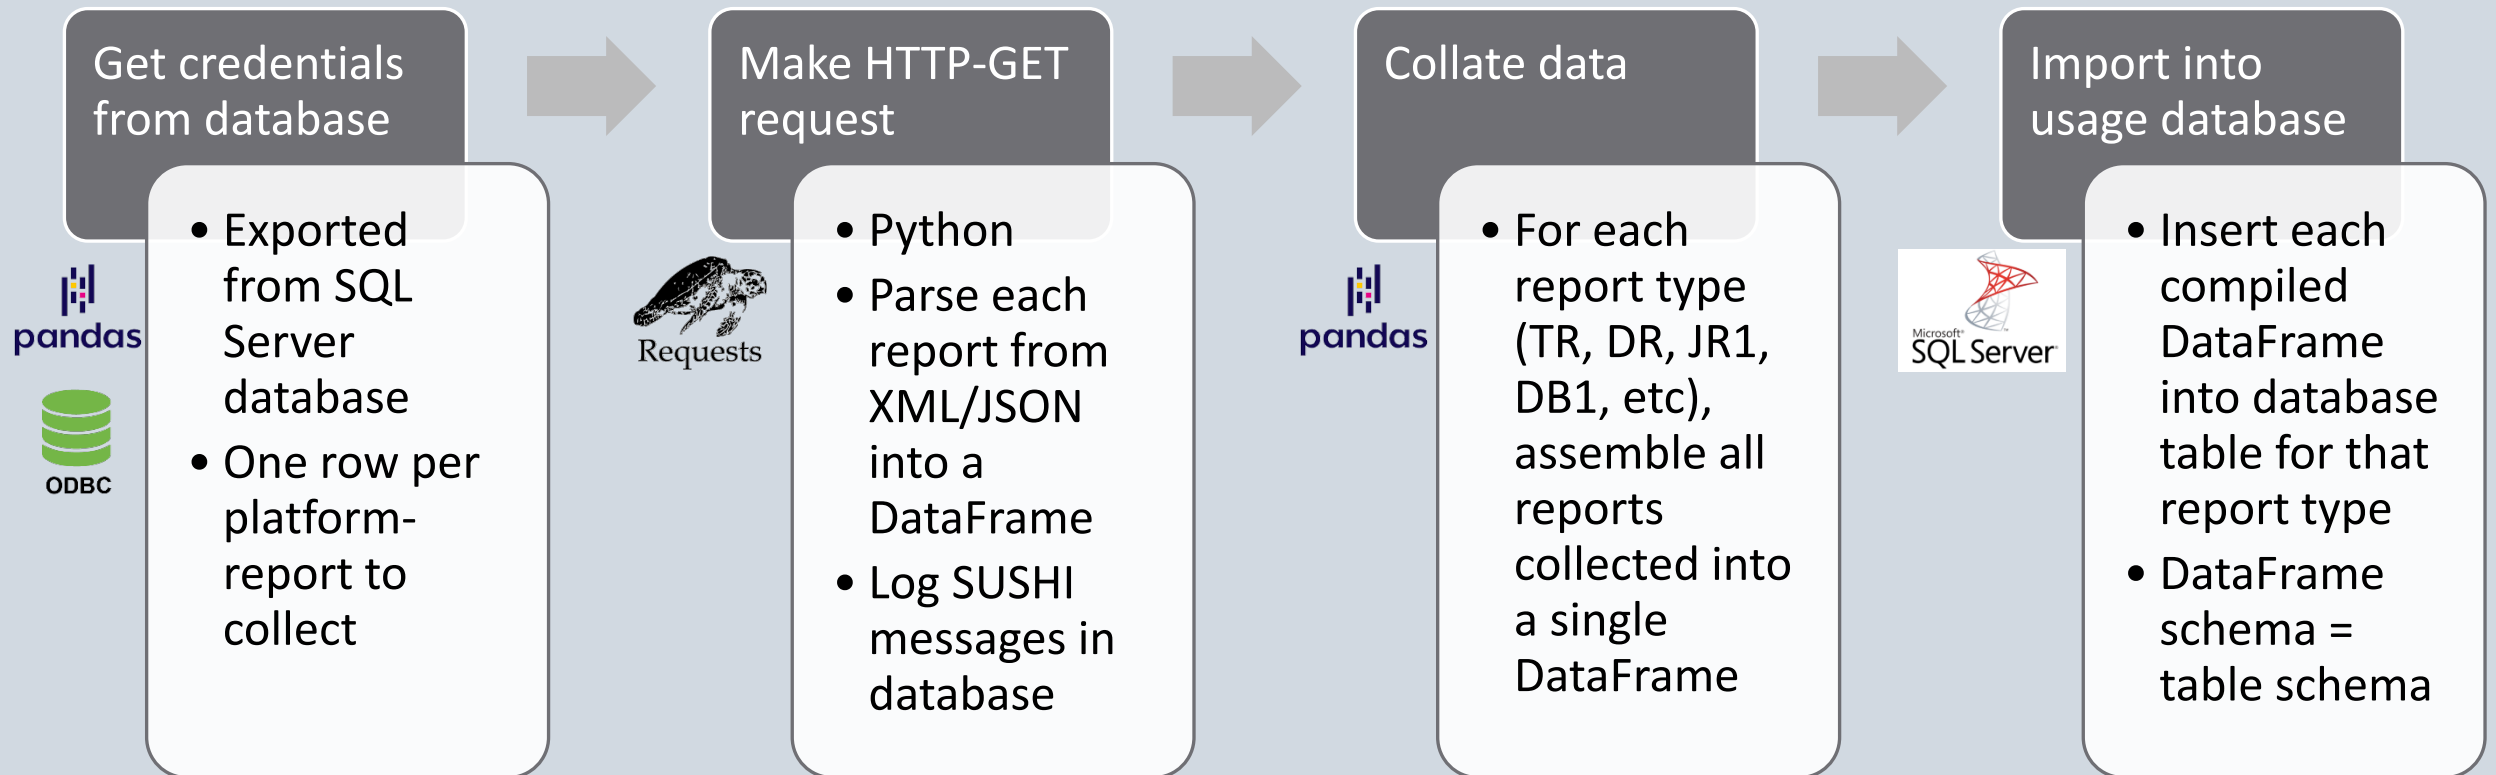 Get credentials
from database
pandas
ODBC
• Exported
from SQL
Server
database
• One row per
platform-
report to
collect
Make HTTP-GET
request
Requests
• Python
• Parse each
report from
XML/JSON
into a
DataFrame
• Log SUSHI
messages in
database
Collate data
pandas
• For each
report type
(TR, DR, JR1,
DB1, etc),
assemble all
reports
collected into
a single
DataFrame
Import into
usage database
Microsoft®
SQL Server®
• Insert each
compiled
DataFrame
into database
table for that
report type
• DataFrame
schema =
table schema